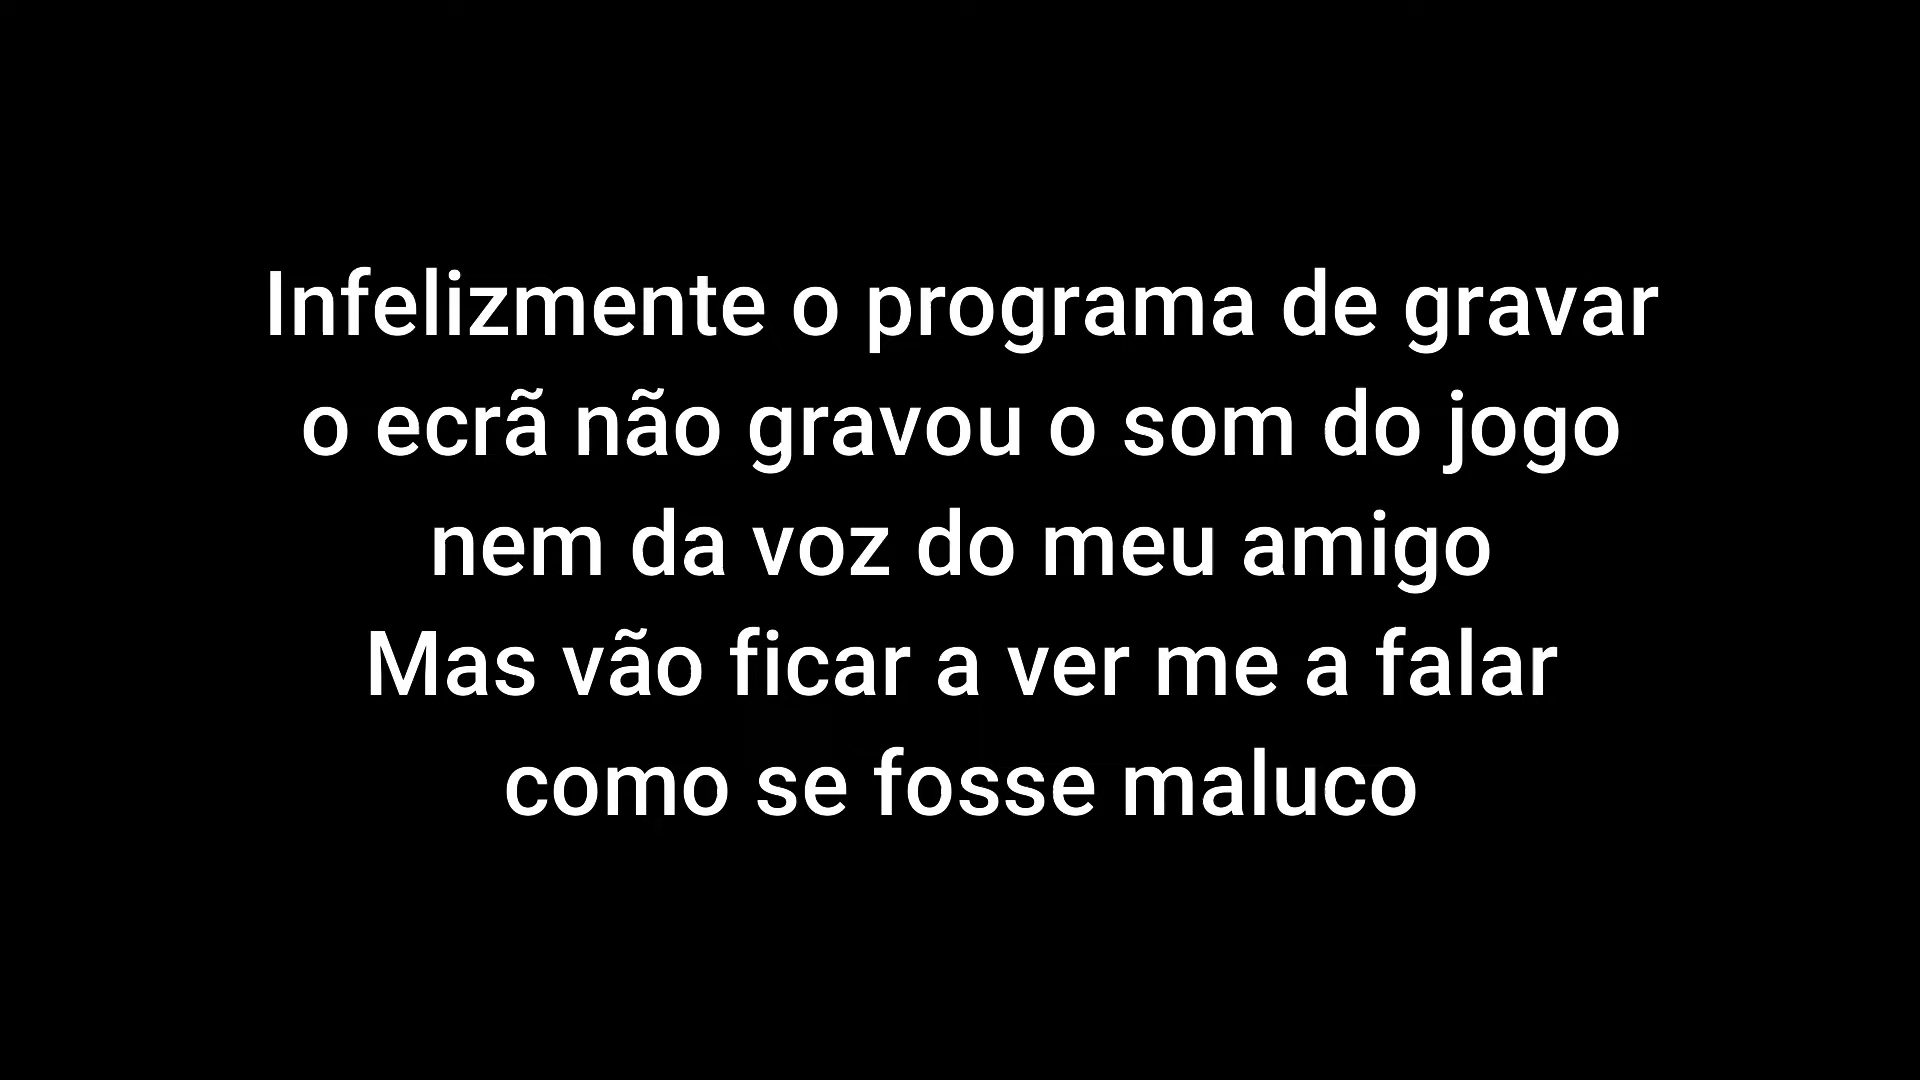 Infelizmente o programa de gravar
o ecrã não gravou o som do jogo
nem da voz do meu amigo
Mas vão ficar a ver me a falar
como se fosse maluco